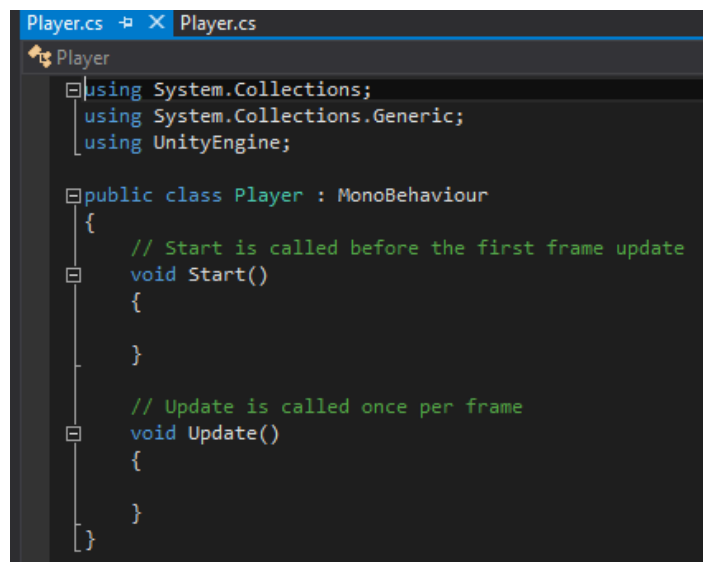 Player.cs Player.cs
Player
using System.Collections;
using System.Collections.Generic;
using UnityEngine;
public class Player : MonoBehaviour
{
// Start is called before the first frame update
void Start()
{
}
// Update is called once per frame
void Update()
{
}
}